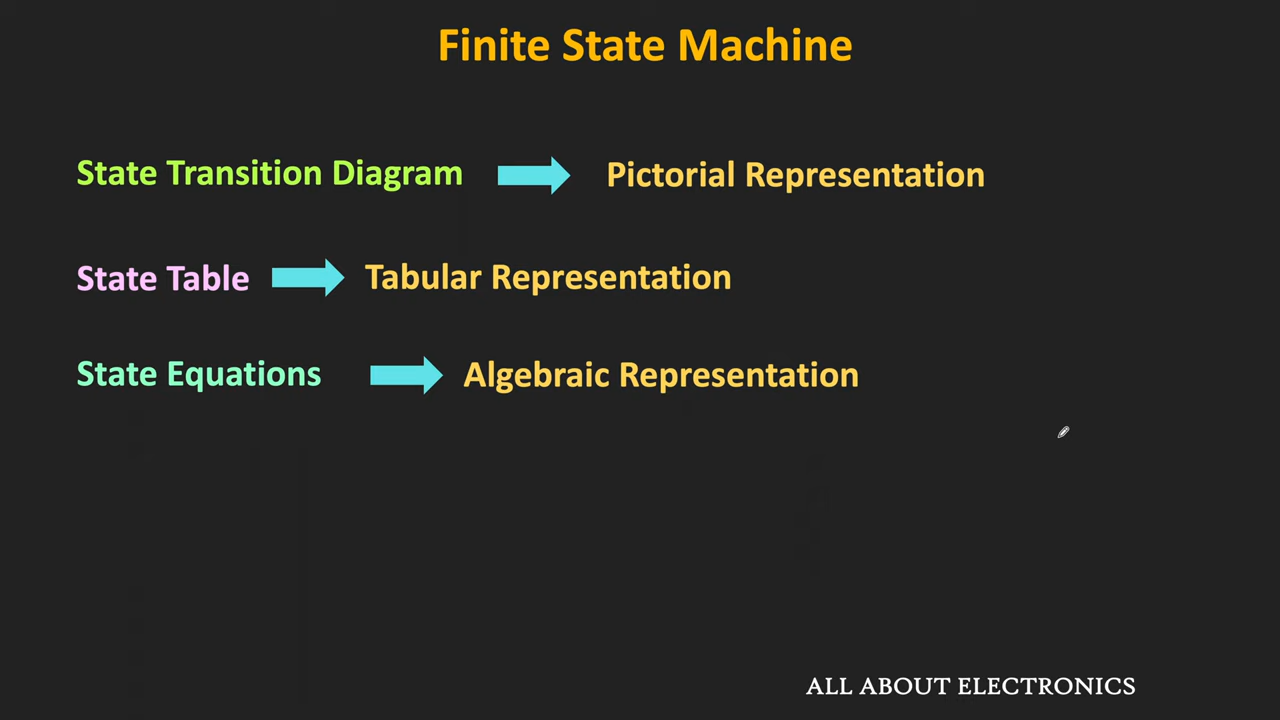 Finite State Machine
State Transition Diagram Pictorial Representation
State Table Tabular Representation
State Equations Algebraic Representation
ALL ABOUT ELECTRONICS